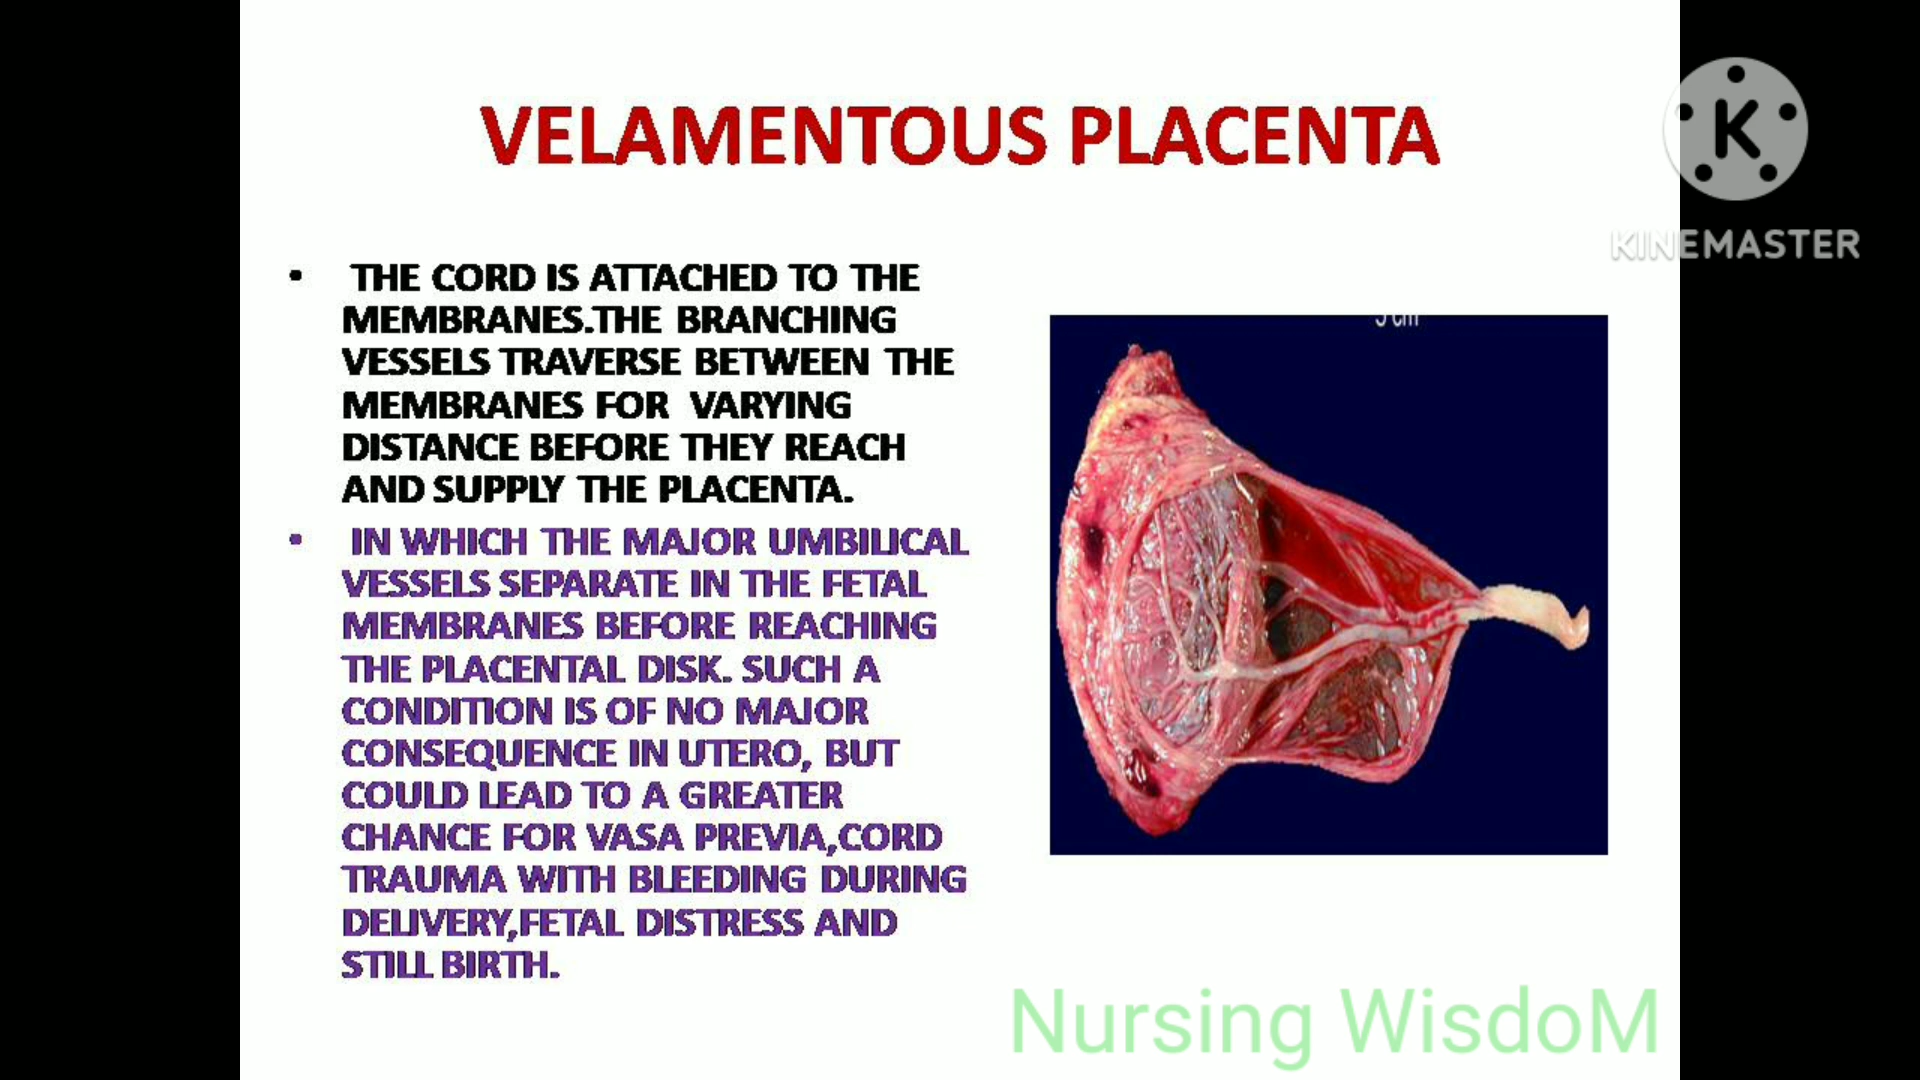 VELAMENTOUS PLACENTA
K
KINEMASTER
• THE CORD IS ATTACHED TO THE
MEMBRANES.THE BRANCHING
VESSELS TRAVERSE BETWEEN THE
MEMBRANES FOR VARYING
DISTANCE BEFORE THEY REACH
AND SUPPLY THE PLACENTA.
• IN WHICH THE MAJOR UMBILICAL
VESSELS SEPARATE IN THE FETAL
MEMBRANES BEFORE REACHING
THE PLACENTAL DISK. SUCH A
CONDITION IS OF NO MAJOR
CONSEQUENCE IN UTERO, BUT
COULD LEAD TO A GREATER
CHANCE FOR VASA PREVIA,CORD
TRAUMA WITH BLEEDING DURING
DELIVERY,FETAL DISTRESS AND
STILL BIRTH.
cm
Nursing WisdoM